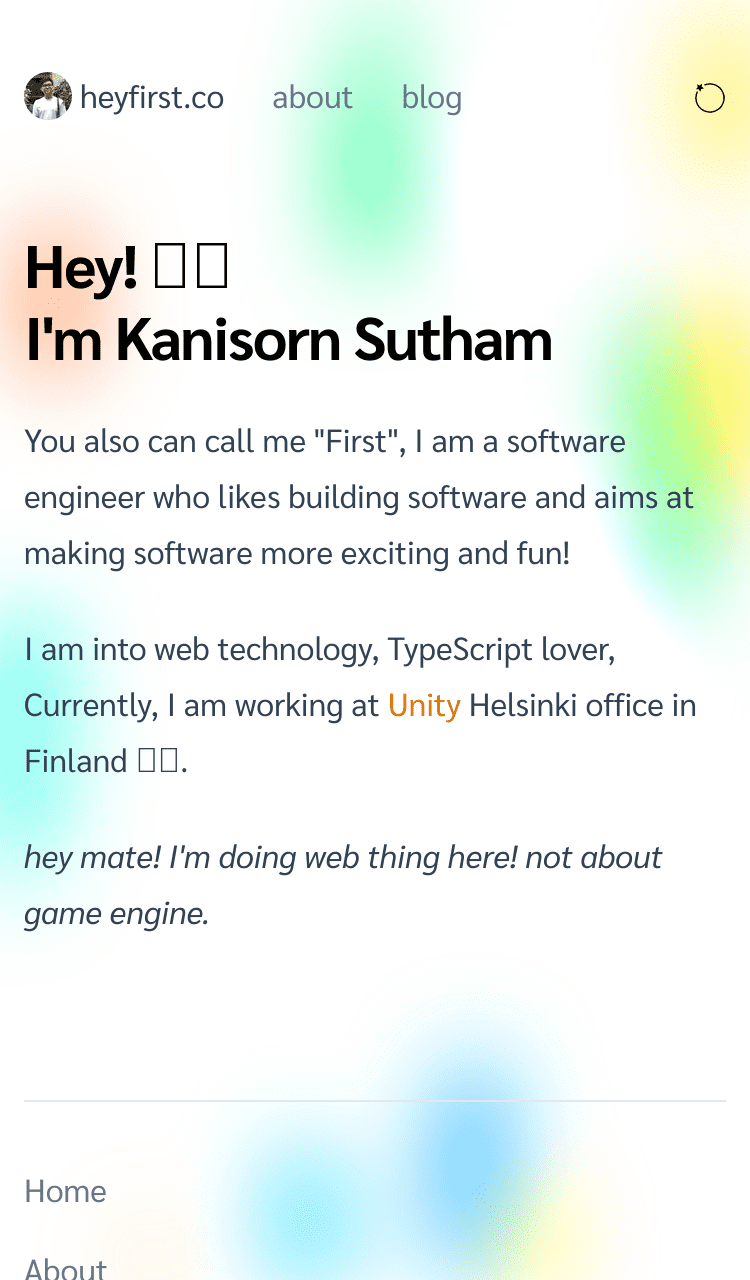 heyfirst.co about blog
Hey!
I'm Kanisorn Sutham
You also can call me "First", I am a software
engineer who likes building software and aims at
making software more exciting and fun!
I am into web technology, TypeScript lover,
Currently, I am working at Unity Helsinki office in
Finland .
hey mate! I'm doing web thing here! not about
game engine.
Home
About